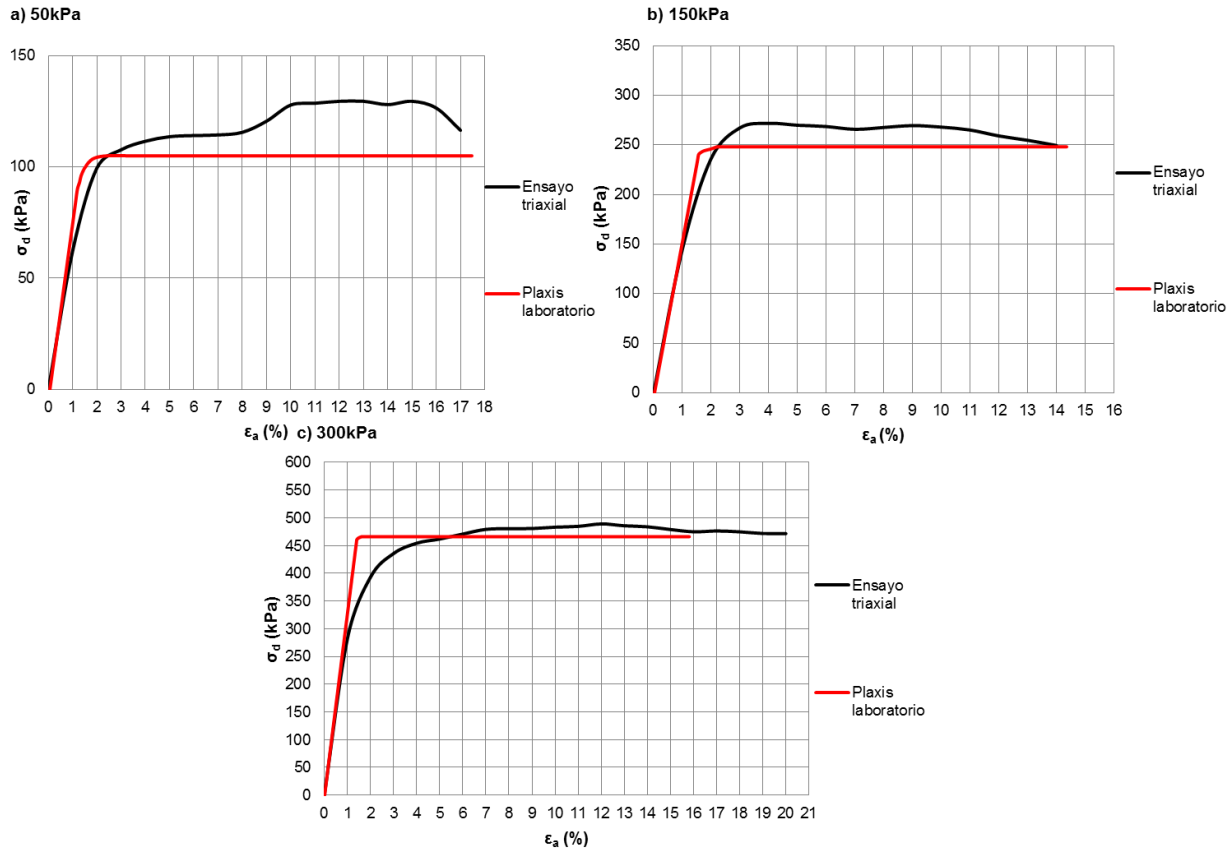 a) 50kPa
150
100
50
0
σd (kPa)
0 1 2 3 4 5 6 7 8 9 10 11 12 13 14 15 16 17 18
εa (%)
Ensayo
triaxial
Plaxis
laboratorio
b) 150kPa
350
300
250
200
150
100
50
0
σd (kPa)
0 1 2 3 4 5 6 7 8 9 10 11 12 13 14 15 16
εa (%)
Ensayo
triaxial
Plaxis
laboratorio
c) 300kPa
600
550
500
450
400
350
300
250
200
150
100
50
0
σd (kPa)
0 1 2 3 4 5 6 7 8 9 10 11 12 13 14 15 16 17 18 19 20 21
εa (%)
Ensayo
triaxial
Plaxis
laboratorio